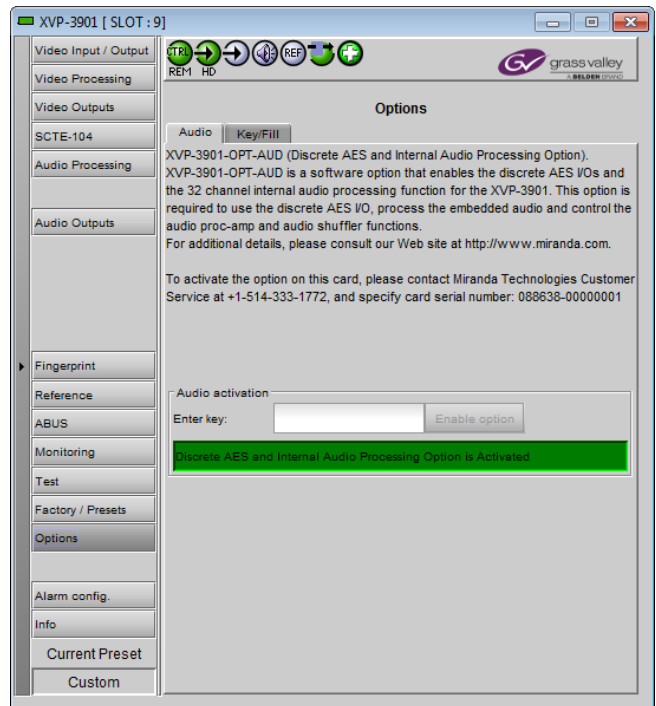 XVP-3901 [ SLOT : 9]
Video Input / Output
Video Processing
Video Outputs
SCTE-104
Audio Processing
Audio Outputs
Fingerprint
Reference
ABUS
Monitoring
Test
Factory / Presets
Options
Alarm config.
Info
Current Preset
Custom
CTRL
REF
REM HD
GV grass valley
A BELDEN BRAND
Options
Audio Key/Fill
XVP-3901-OPT-AUD (Discrete AES and Internal Audio Processing Option).
XVP-3901-OPT-AUD is a software option that enables the discrete AES I/Os and
the 32 channel internal audio processing function for the XVP-3901. This option is
required to use the discrete AES I/O, process the embedded audio and control the
audio proc-amp and audio shuffler functions.
For additional details, please consult our Web site at http://www.miranda.com.
To activate the option on this card, please contact Miranda Technologies Customer
Service at +1-514-333-1772, and specify card serial number: 088638-00000001
Audio activation
Enter key: Enable option
Discrete AES and Internal Audio Processing Option is Activated